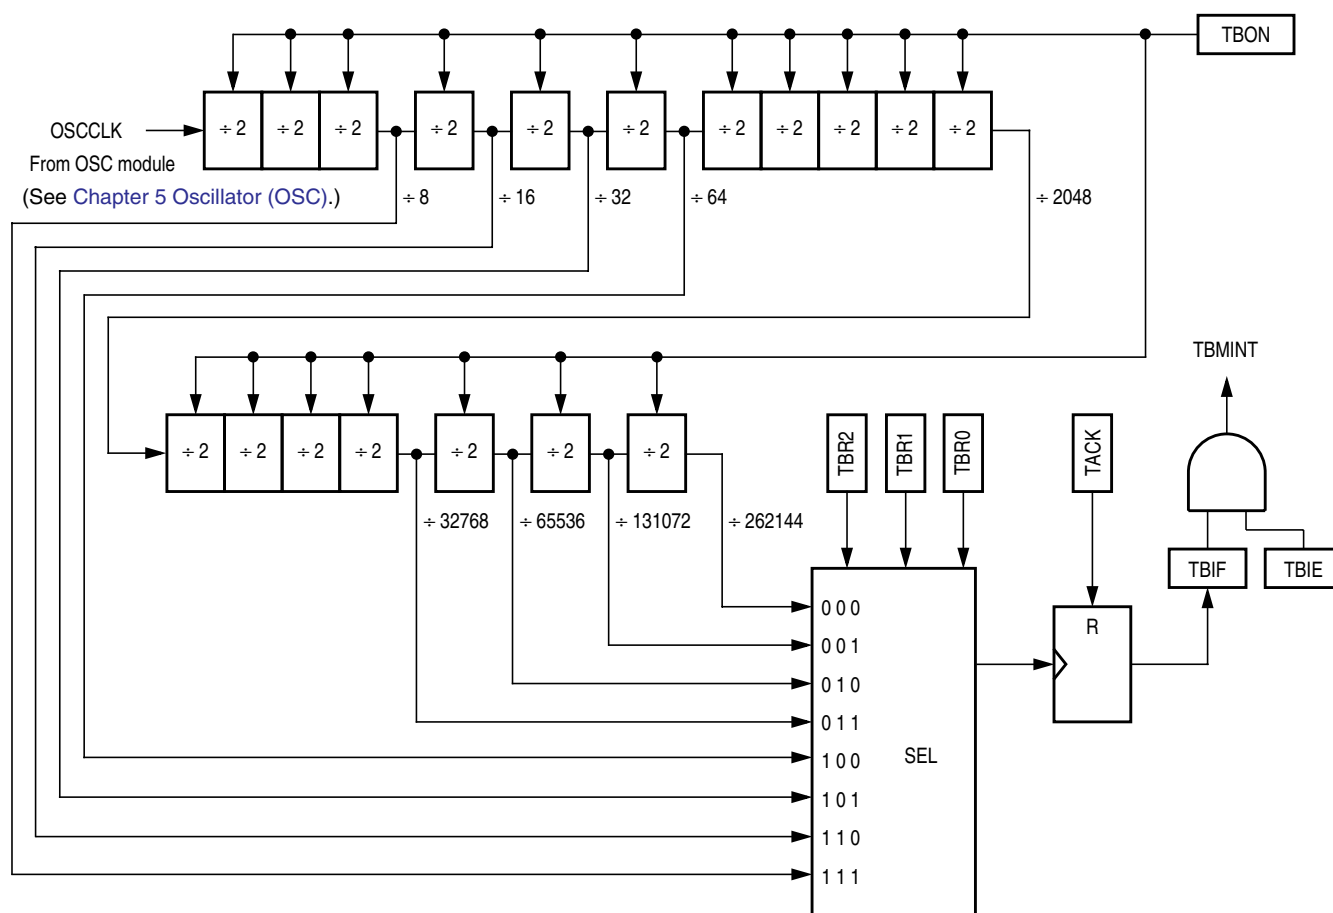 TBON
÷ 2 ÷ 2 ÷ 2 ÷ 2 ÷ 2 ÷ 2 ÷ 2 ÷ 2 ÷ 2 ÷ 2 ÷ 2
OSCCLK
From OSC module
(See Chapter 5 Oscillator (OSC).)
÷ 8 ÷ 16 ÷ 32 ÷ 64 ÷ 2048
TBMINT
÷ 2 ÷ 2 ÷ 2 ÷ 2 ÷ 2 ÷ 2 ÷ 2
TBR2 TBR1 TBR0 TACK
÷ 32768 ÷ 65536 ÷ 131072 ÷ 262144
TBIF TBIE
0 0 0
R
0 0 1
0 1 0
0 1 1
SEL
1 0 0
1 0 1
1 1 0
1 1 1